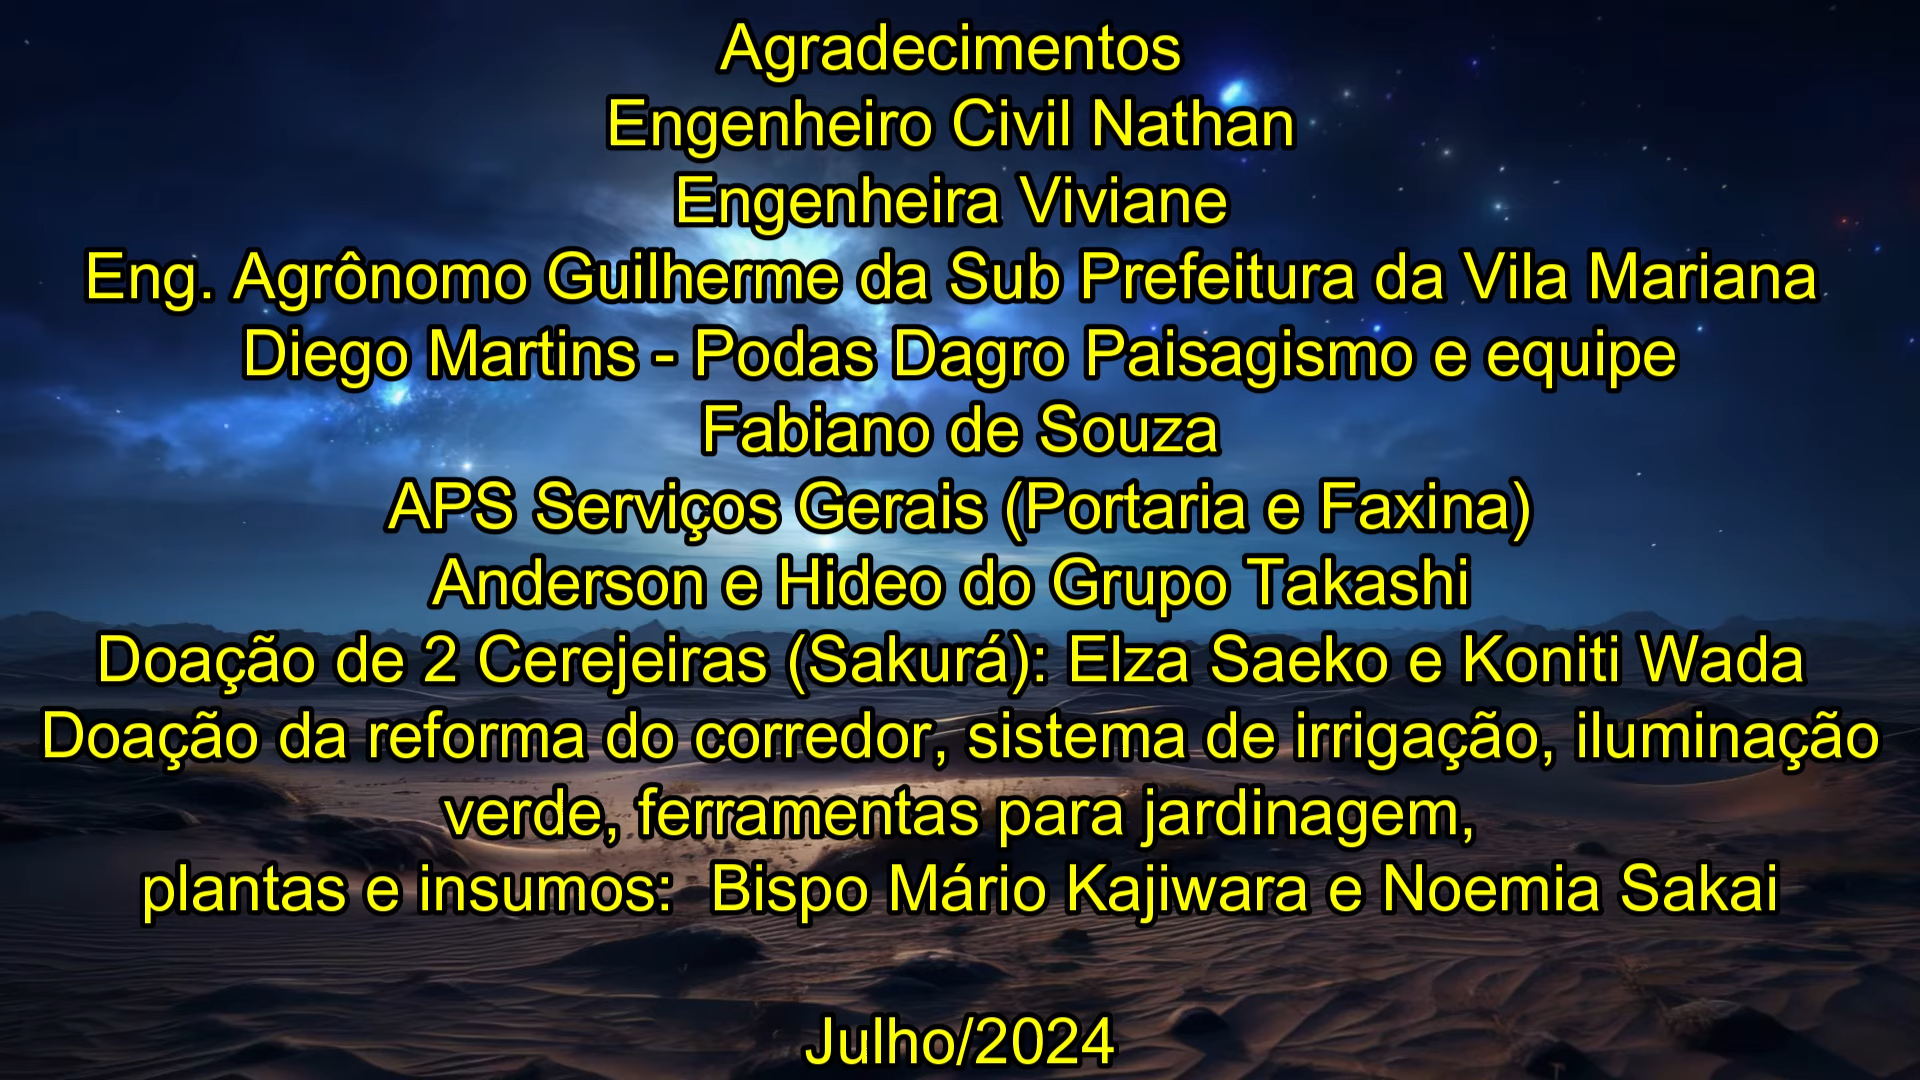 Agradecimentos
Engenheiro Civil Nathan
Engenheira Viviane
Eng. Agrônomo Guilherme da Sub Prefeitura da Vila Mariana
Diego Martins - Podas Dagro Paisagismo e equipe
Fabiano de Souza
APS Serviços Gerais (Portaria e Faxina)
Anderson e Hideo do Grupo Takashi
Doação de 2 Cerejeiras (Sakurá): Elza Saeko e Koniti Wada
Doação da reforma do corredor, sistema de irrigação, iluminação
verde, ferramentas para jardinagem,
plantas e insumos:  Bispo Mário Kajiwara e Noemia Sakai
Julho/2024